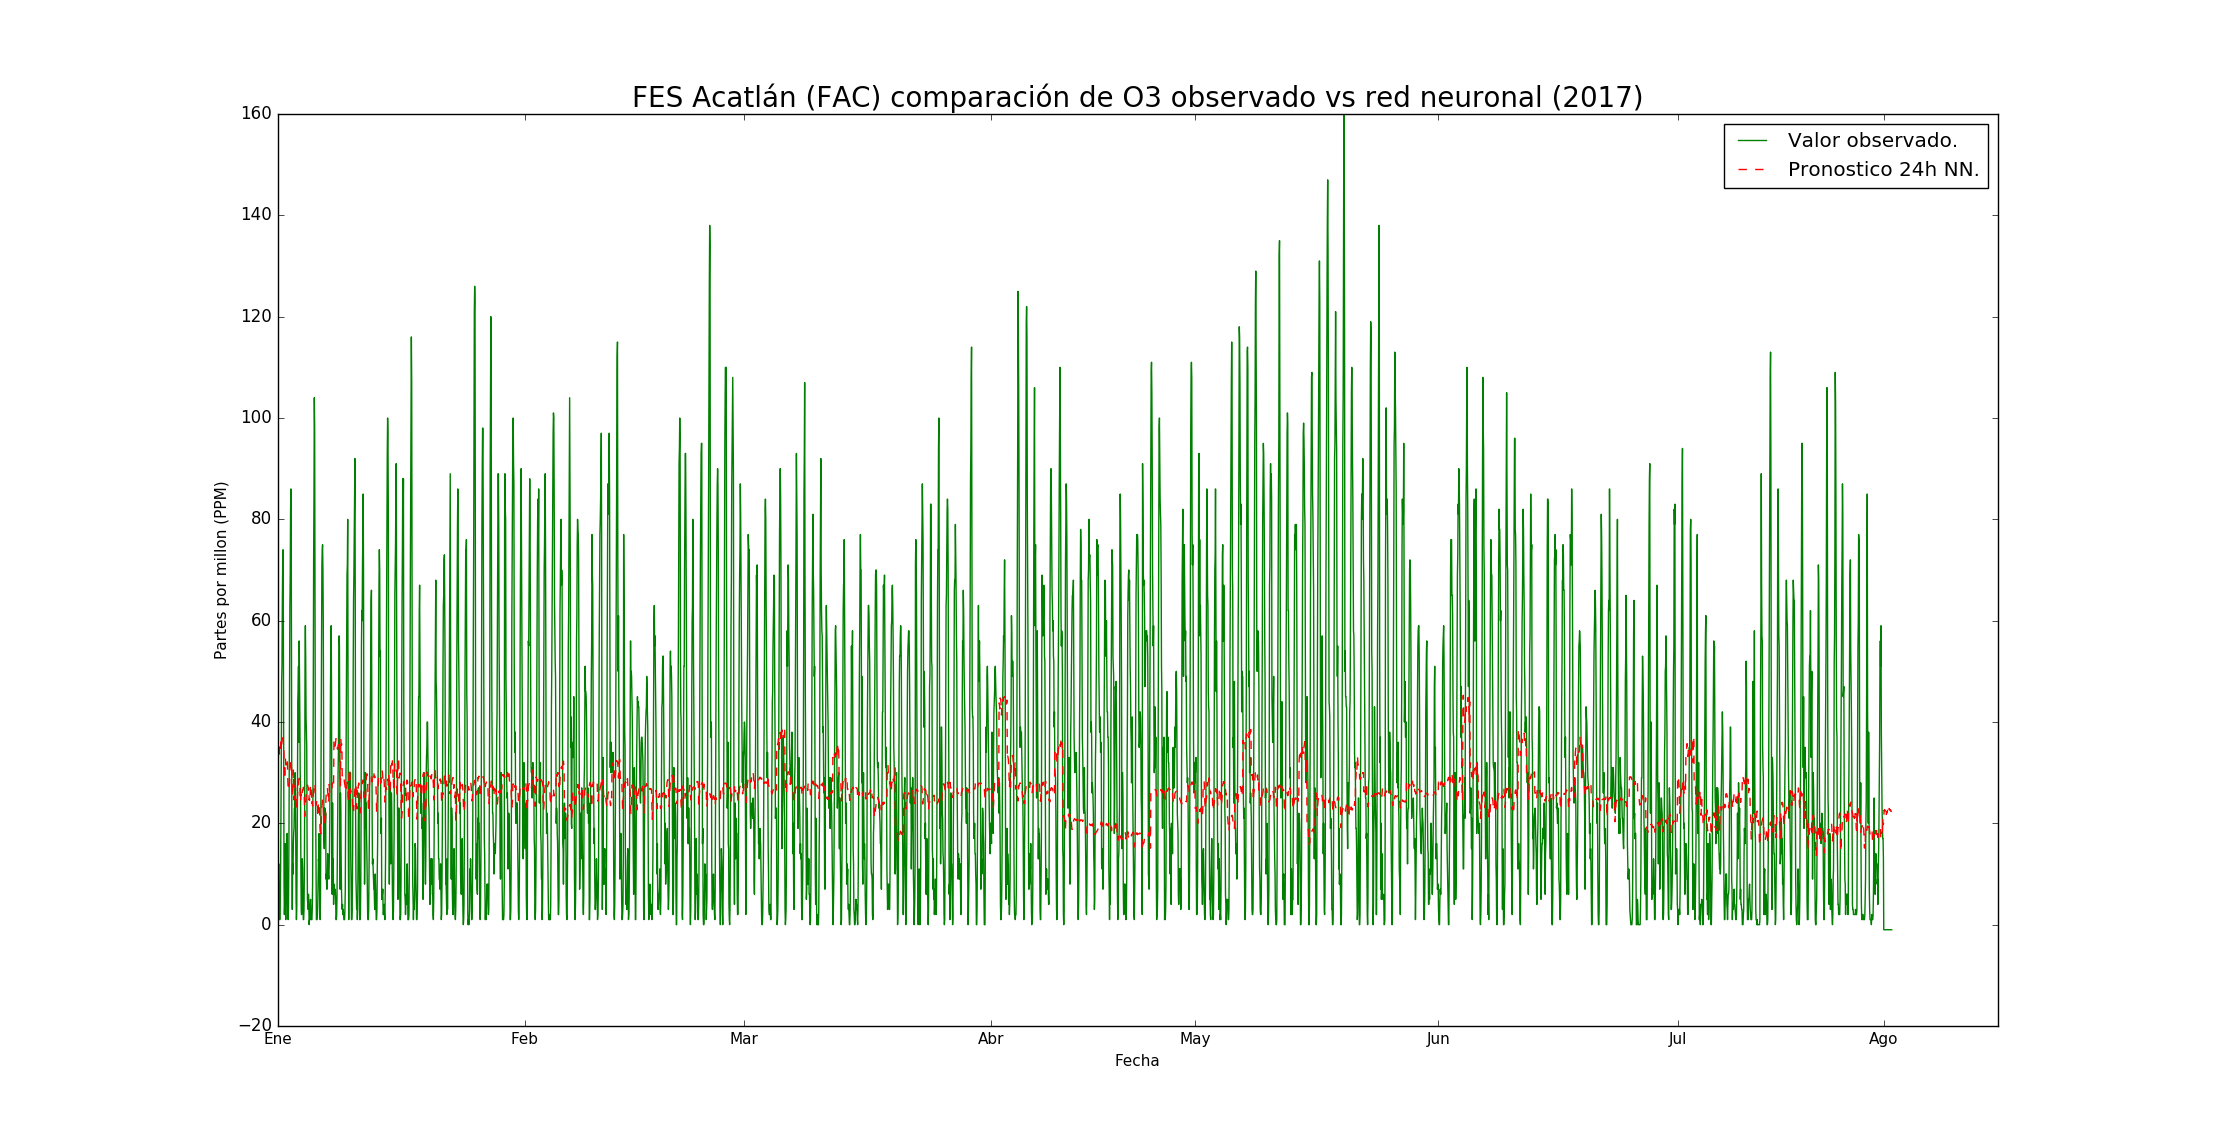 FES Acatlán (FAC) comparación de O3 observado vs red neuronal (2017)
Valor observado.
Pronostico 24h NN.
160
140
120
100
80
60
40
20
0
−20
Partes por millon (PPM)
Ene Feb Mar Abr May Jun Jul Ago
Fecha